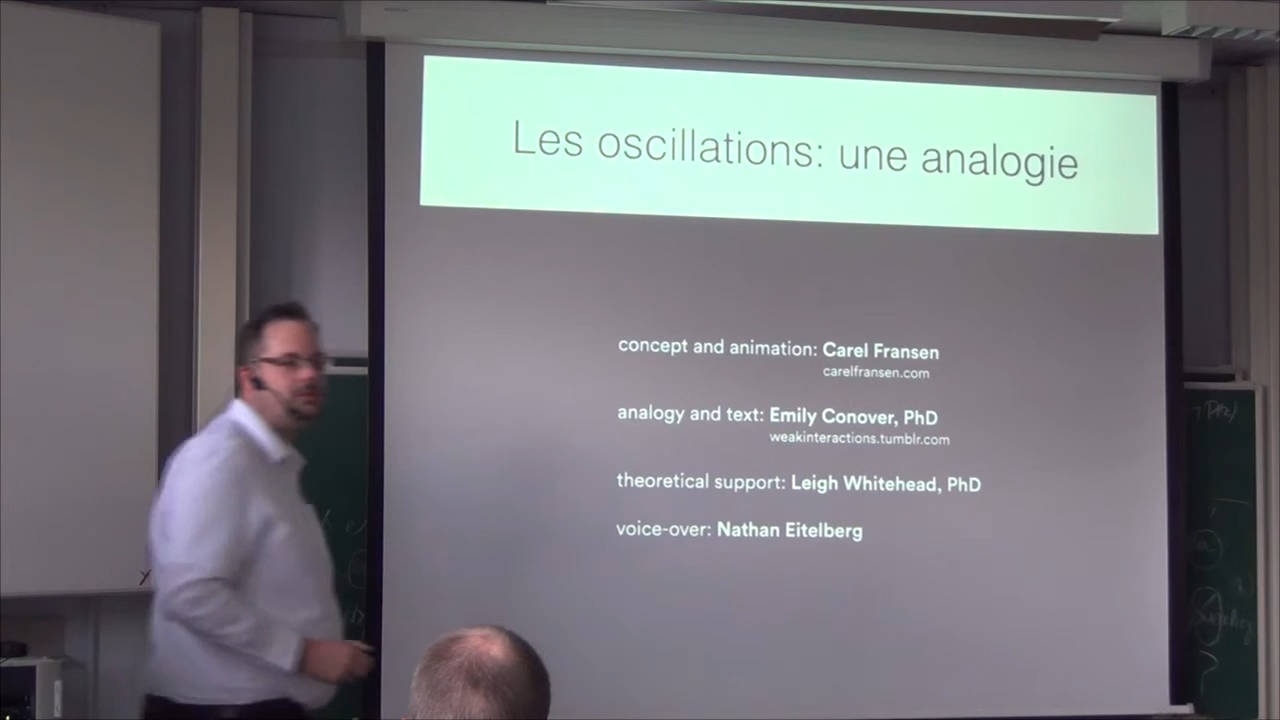 Les oscillations: une analogie
concept and animation: Carel Fransen
carelfransen.com
analogy and text: Emily Conover, PhD
weakinteractions.tumblr.com
theoretical support: Leigh Whitehead, PhD
voice-over: Nathan Eitelberg